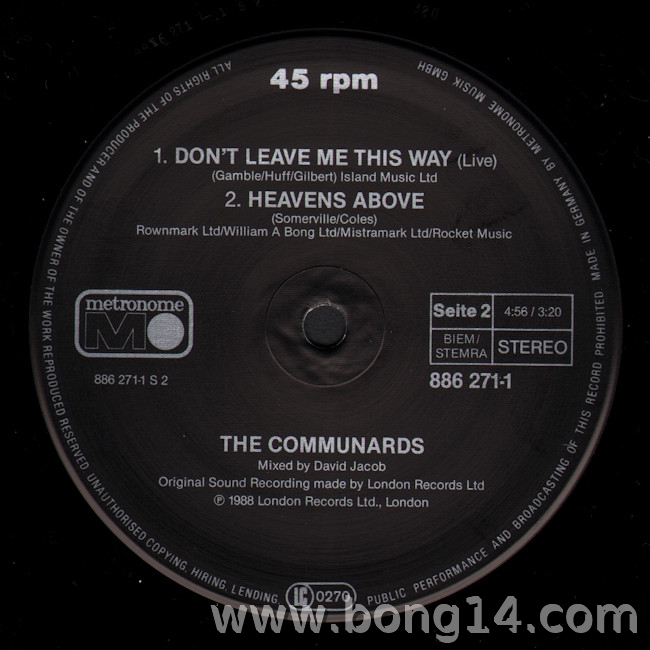 45 rpm
1. DON'T LEAVE ME THIS WAY (Live)
(Gamble/Huff/Gilbert) Island Music Ltd
2. HEAVENS ABOVE
(Somerville/Coles)
Rownmark Ltd/William A Bong Ltd/Mistramark Ltd/Rocket Music
metronome
M
886 271-1 S 2
Seite 2
4:56 / 3:20
BIEM/
STEMRA
STEREO
886 271-1
THE COMMUNARDS
Mixed by David Jacob
Original Sound Recording made by London Records Ltd
℗ 1988 London Records Ltd., London
ALL RIGHTS OF THE PRODUCER AND OF THE OWNER OF THE WORK REPRODUCED RESERVED. UNAUTHORISED COPYING, HIRING, LENDING, PUBLIC PERFORMANCE AND BROADCASTING OF THIS RECORD PROHIBITED MADE IN GERMANY BY METRONOME MUSIK GMBH
LC 0270
www.bong14.com